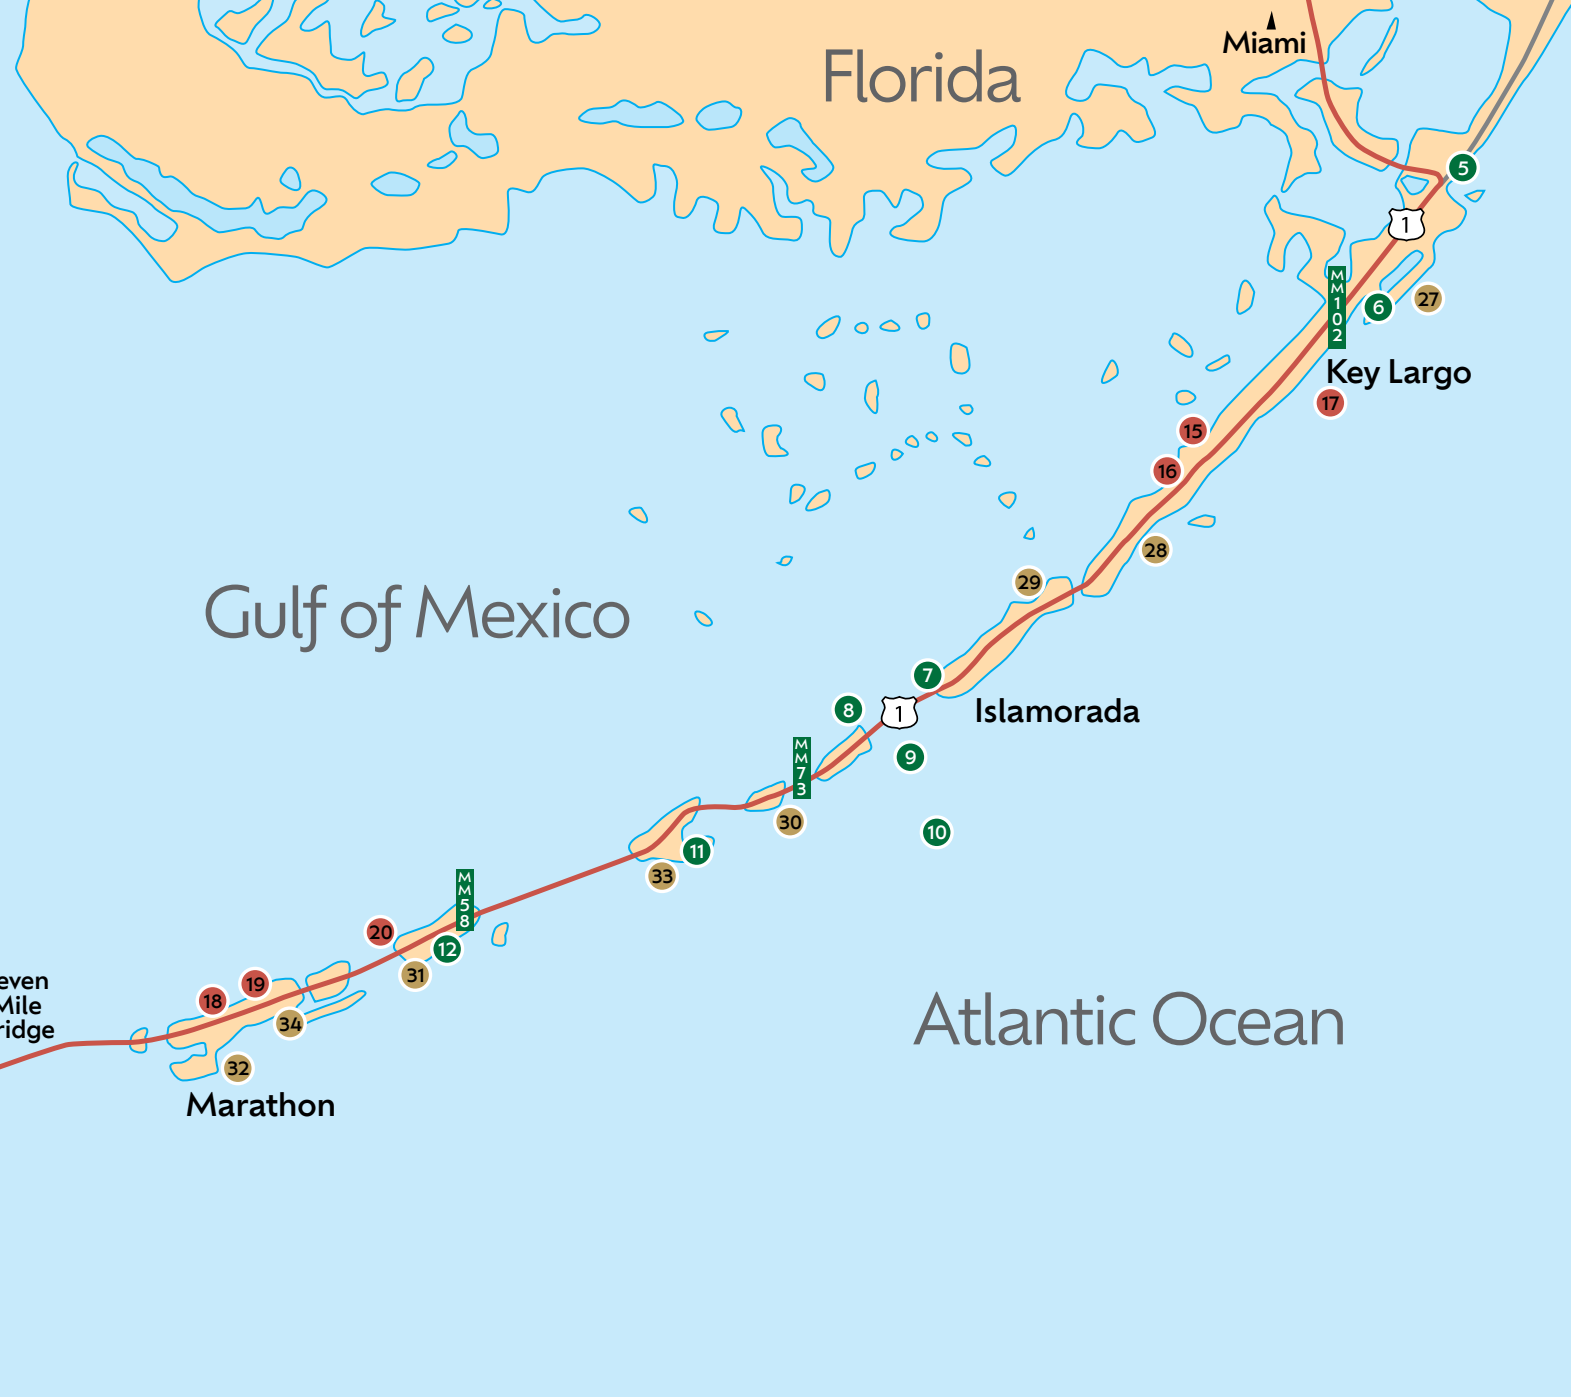 Miami
Florida
5
1
MM102
6
27
Key Largo
17
15
16
28
29
Gulf of Mexico
7
8
1
Islamorada
9
MM73
30
10
11
33
MM58
20
12
31
even
Mile
ridge
19
18
34
Atlantic Ocean
32
Marathon